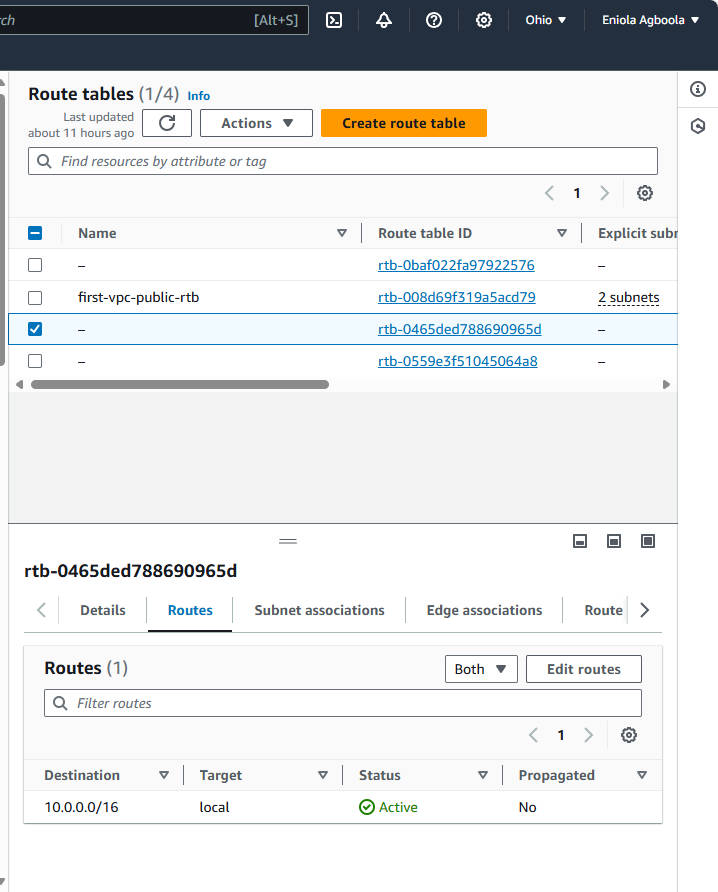 rch [Alt+S] Ohio ▼ Eniola Agboola ▼
Route tables (1/4) Info
Last updated
about 11 hours ago
Actions ▼ Create route table
Find resources by attribute or tag
1
Name Route table ID Explicit subn
– rtb-0baf022fa97922576 –
first-vpc-public-rtb rtb-008d69f319a5acd79 2 subnets
– rtb-0465ded788690965d –
– rtb-0559e3f51045064a8 –
rtb-0465ded788690965d
Details Routes Subnet associations Edge associations Route
Routes (1) Both ▼ Edit routes
Filter routes
1
Destination Target Status Propagated
10.0.0.0/16 local Active No